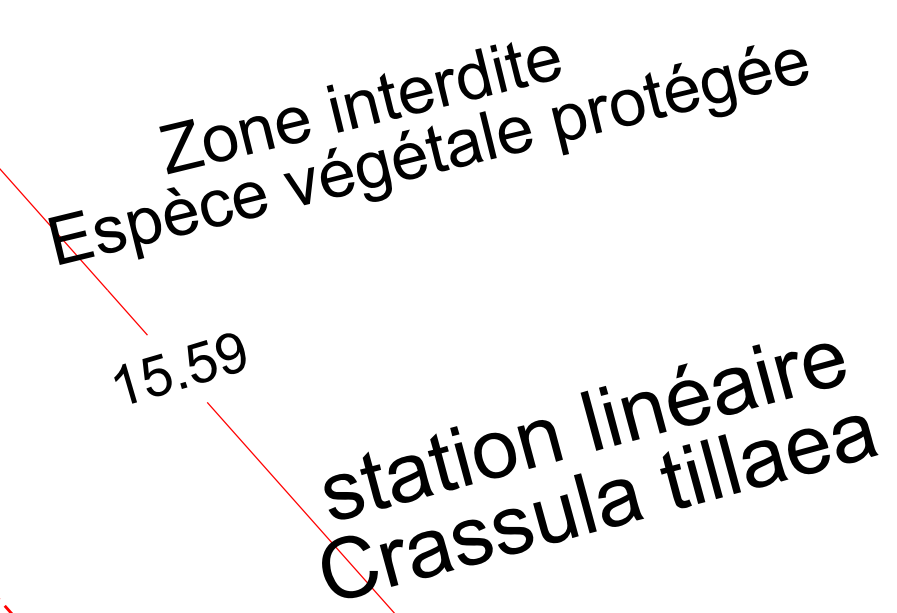 Zone interdite
Espèce végétale protégée
15.59
station linéaire
Crassula tillaea